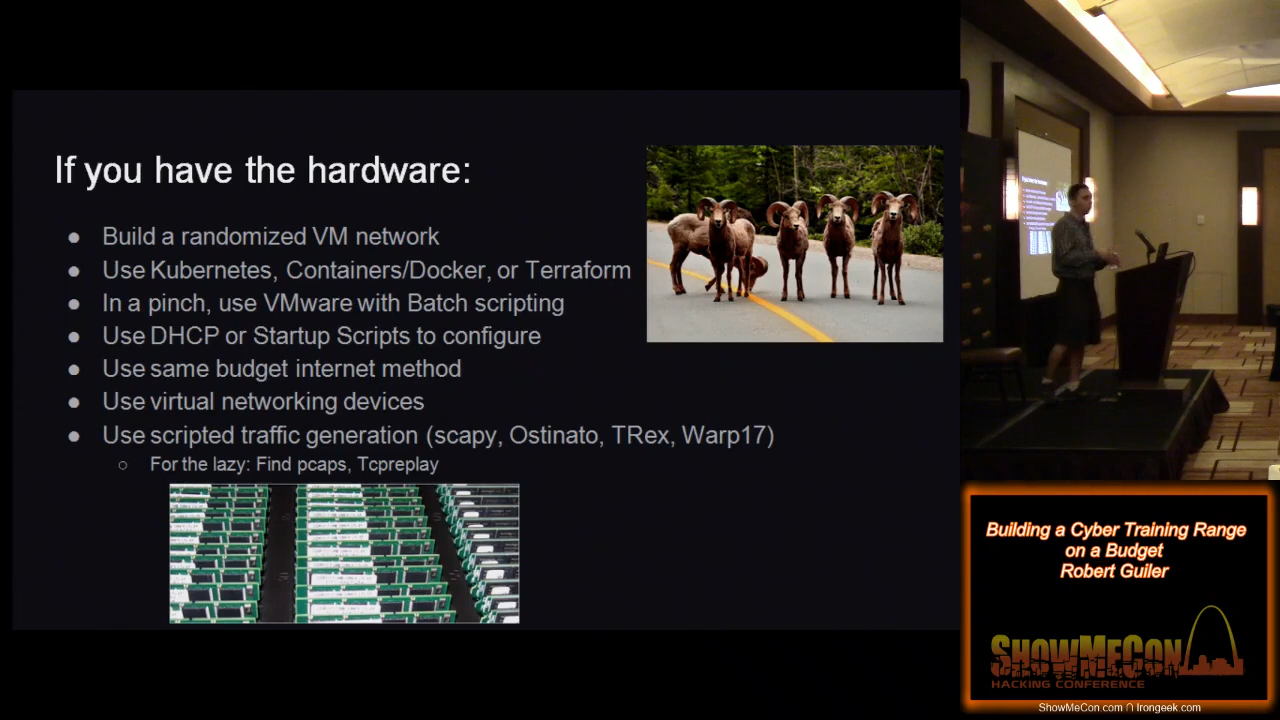 If you have the hardware:
● Build a randomized VM network
● Use Kubernetes, Containers/Docker, or Terraform
● In a pinch, use VMware with Batch scripting
● Use DHCP or Startup Scripts to configure
● Use same budget internet method
● Use virtual networking devices
● Use scripted traffic generation (scapy, Ostinato, TRex, Warp17)
○ For the lazy: Find pcaps, Tcpreplay
Building a Cyber Training Range
on a Budget
Robert Guiler
SHOWMECON
HACKING CONFERENCE
ShowMeCon.com ∩ Irongeek.com